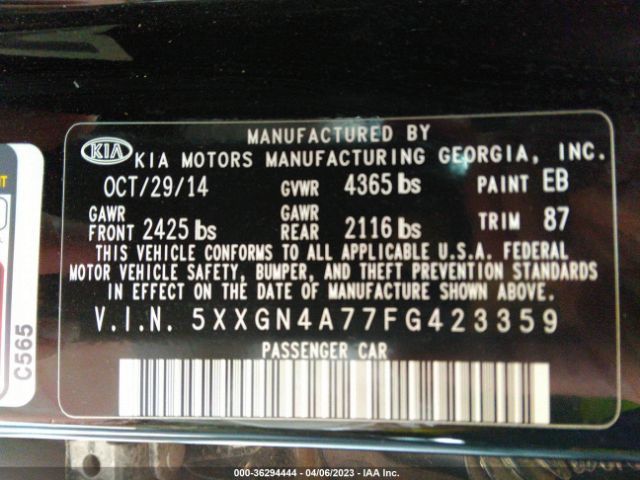 MANUFACTURED BY
KIA KIA MOTORS MANUFACTURING GEORGIA, INC.
OCT/29/14 GVWR 4365 lbs PAINT EB
GAWR FRONT 2425 lbs GAWR REAR 2116 lbs TRIM 87
THIS VEHICLE CONFORMS TO ALL APPLICABLE U.S.A. FEDERAL
MOTOR VEHICLE SAFETY, BUMPER, AND THEFT PREVENTION STANDARDS
IN EFFECT ON THE DATE OF MANUFACTURE SHOWN ABOVE.
V.I.N. 5XXGN4A77FG423359
PASSENGER CAR
C565
000-36294444 - 04/06/2023 - IAA Inc.